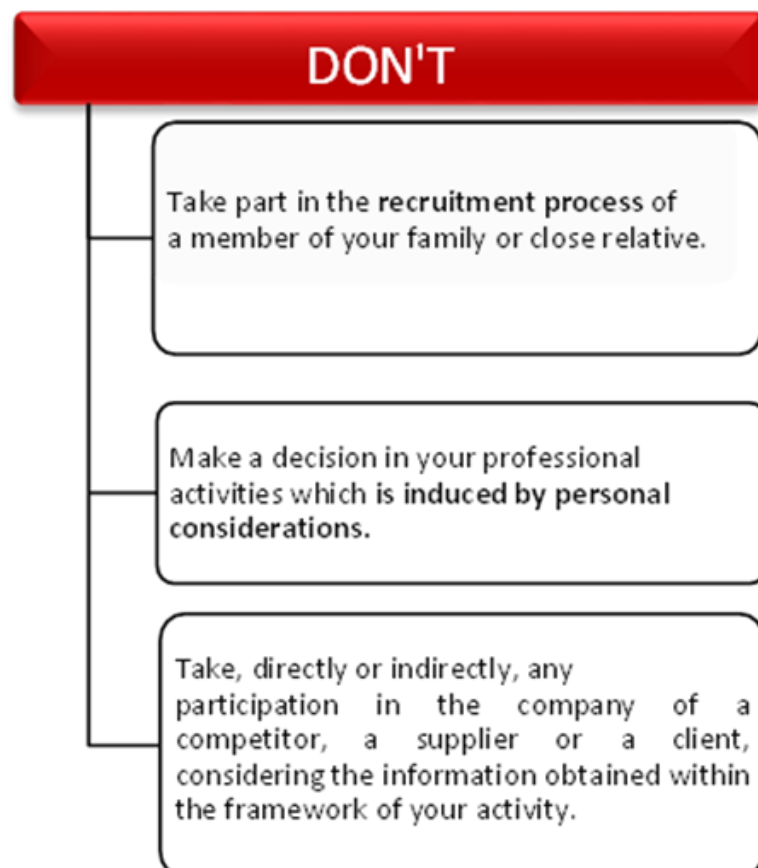 DON'T
Take part in the recruitment process of
a member of your family or close relative.
Make a decision in your professional
activities which is induced by personal
considerations.
Take, directly or indirectly, any
participation in the company of a
competitor, a supplier or a client,
considering the information obtained within
the framework of your activity.